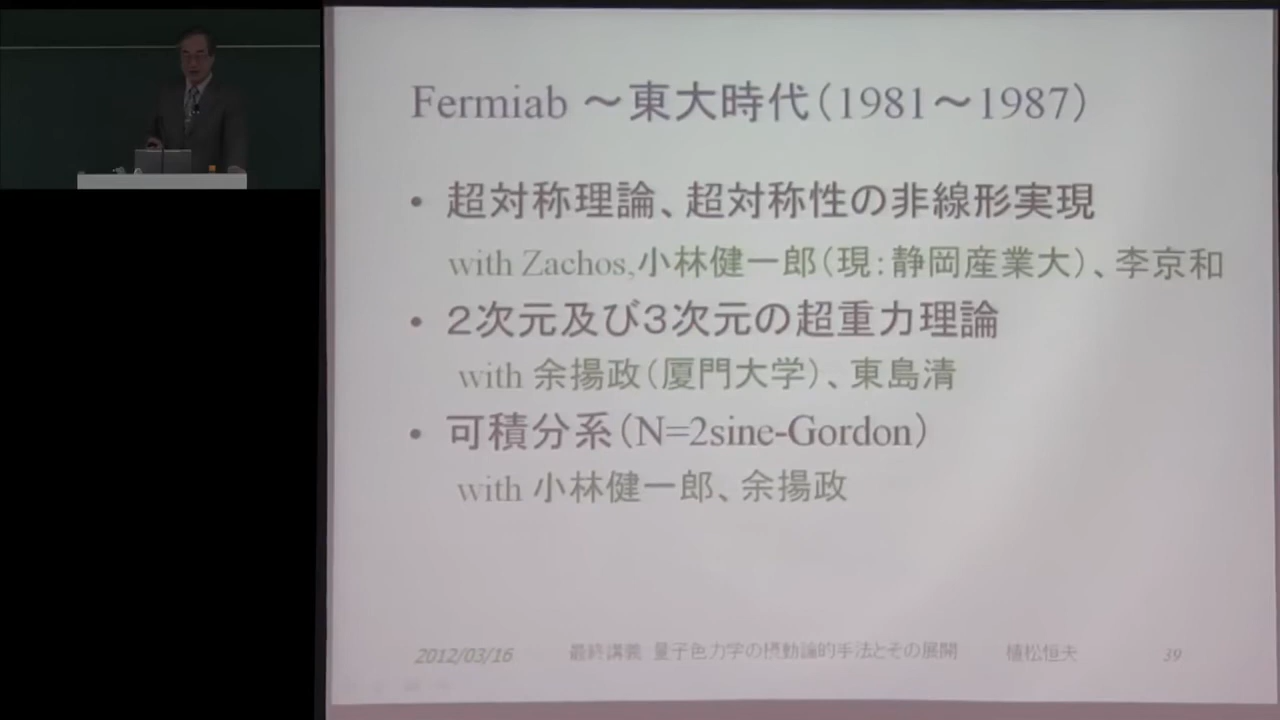 Fermiab ～東大時代（1981～1987）
• 超対称理論、超対称性の非線形実現
with Zachos,小林健一郎（現：静岡産業大）、李京和
• 2次元及び3次元の超重力理論
with 余揚政（厦門大学）、東島清
• 可積分系（N=2sine-Gordon）
with 小林健一郎、余揚政
2012/03/16 最終講義 量子色力学の摂動論的手法とその展開 植松恒夫 39